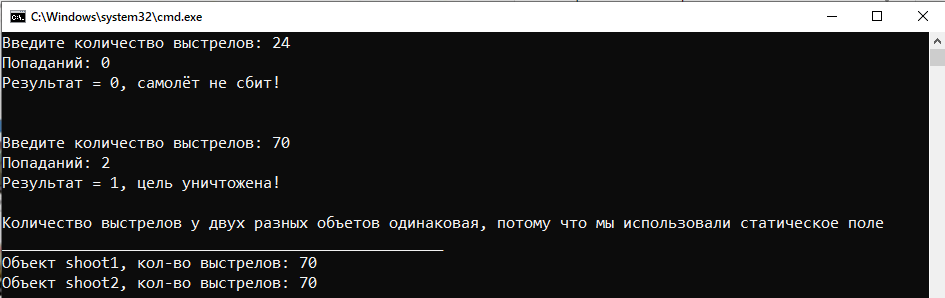 C:\Windows\system32\cmd.exe
Введите количество выстрелов: 24
Попаданий: 0
Результат = 0, самолёт не сбит!
Введите количество выстрелов: 70
Попаданий: 2
Результат = 1, цель уничтожена!
Количество выстрелов у двух разных объетов одинаковая, потому что мы использовали статическое поле
Объект shoot1, кол-во выстрелов: 70
Объект shoot2, кол-во выстрелов: 70